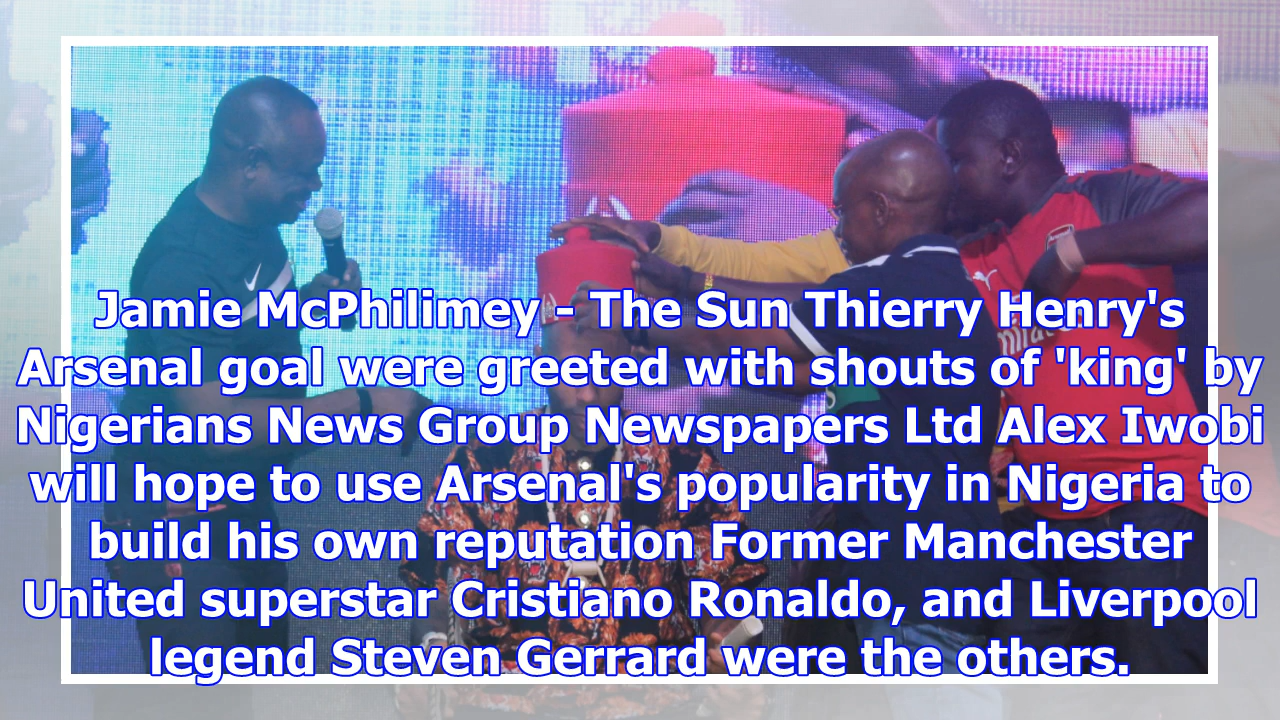 Jamie McPhilimey - The Sun Thierry Henry's
Arsenal goal were greeted with shouts of 'king' by
Nigerians News Group Newspapers Ltd Alex Iwobi
will hope to use Arsenal's popularity in Nigeria to
build his own reputation Former Manchester
United superstar Cristiano Ronaldo, and Liverpool
legend Steven Gerrard were the others.